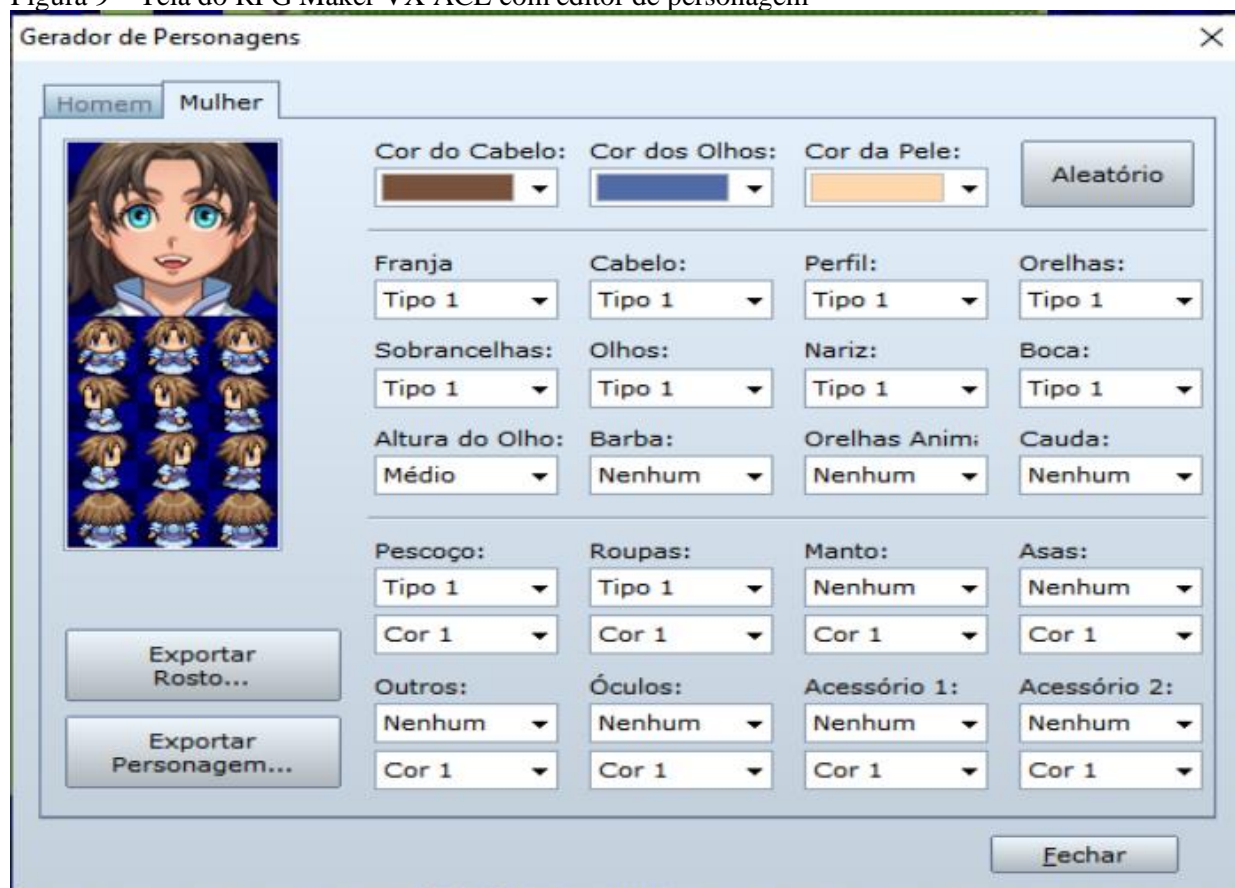 Figura 9 – Tela do RPG Maker VX ACE com editor de personagem
Gerador de Personagens
Homem Mulher
Cor do Cabelo: Cor dos Olhos: Cor da Pele:
Aleatório
Franja Cabelo: Perfil: Orelhas:
Tipo 1 Tipo 1 Tipo 1 Tipo 1
Sobrancelhas: Olhos: Nariz: Boca:
Tipo 1 Tipo 1 Tipo 1 Tipo 1
Altura do Olho: Barba: Orelhas Anim Cauda:
Médio Nenhum Nenhum Nenhum
Pescoço: Roupas: Manto: Asas:
Tipo 1 Tipo 1 Nenhum Nenhum
Cor 1 Cor 1 Cor 1 Cor 1
Exportar
Rosto...
Outros: Óculos: Acessório 1: Acessório 2:
Nenhum Nenhum Nenhum Nenhum
Exportar
Personagem...
Cor 1 Cor 1 Cor 1 Cor 1
Fechar